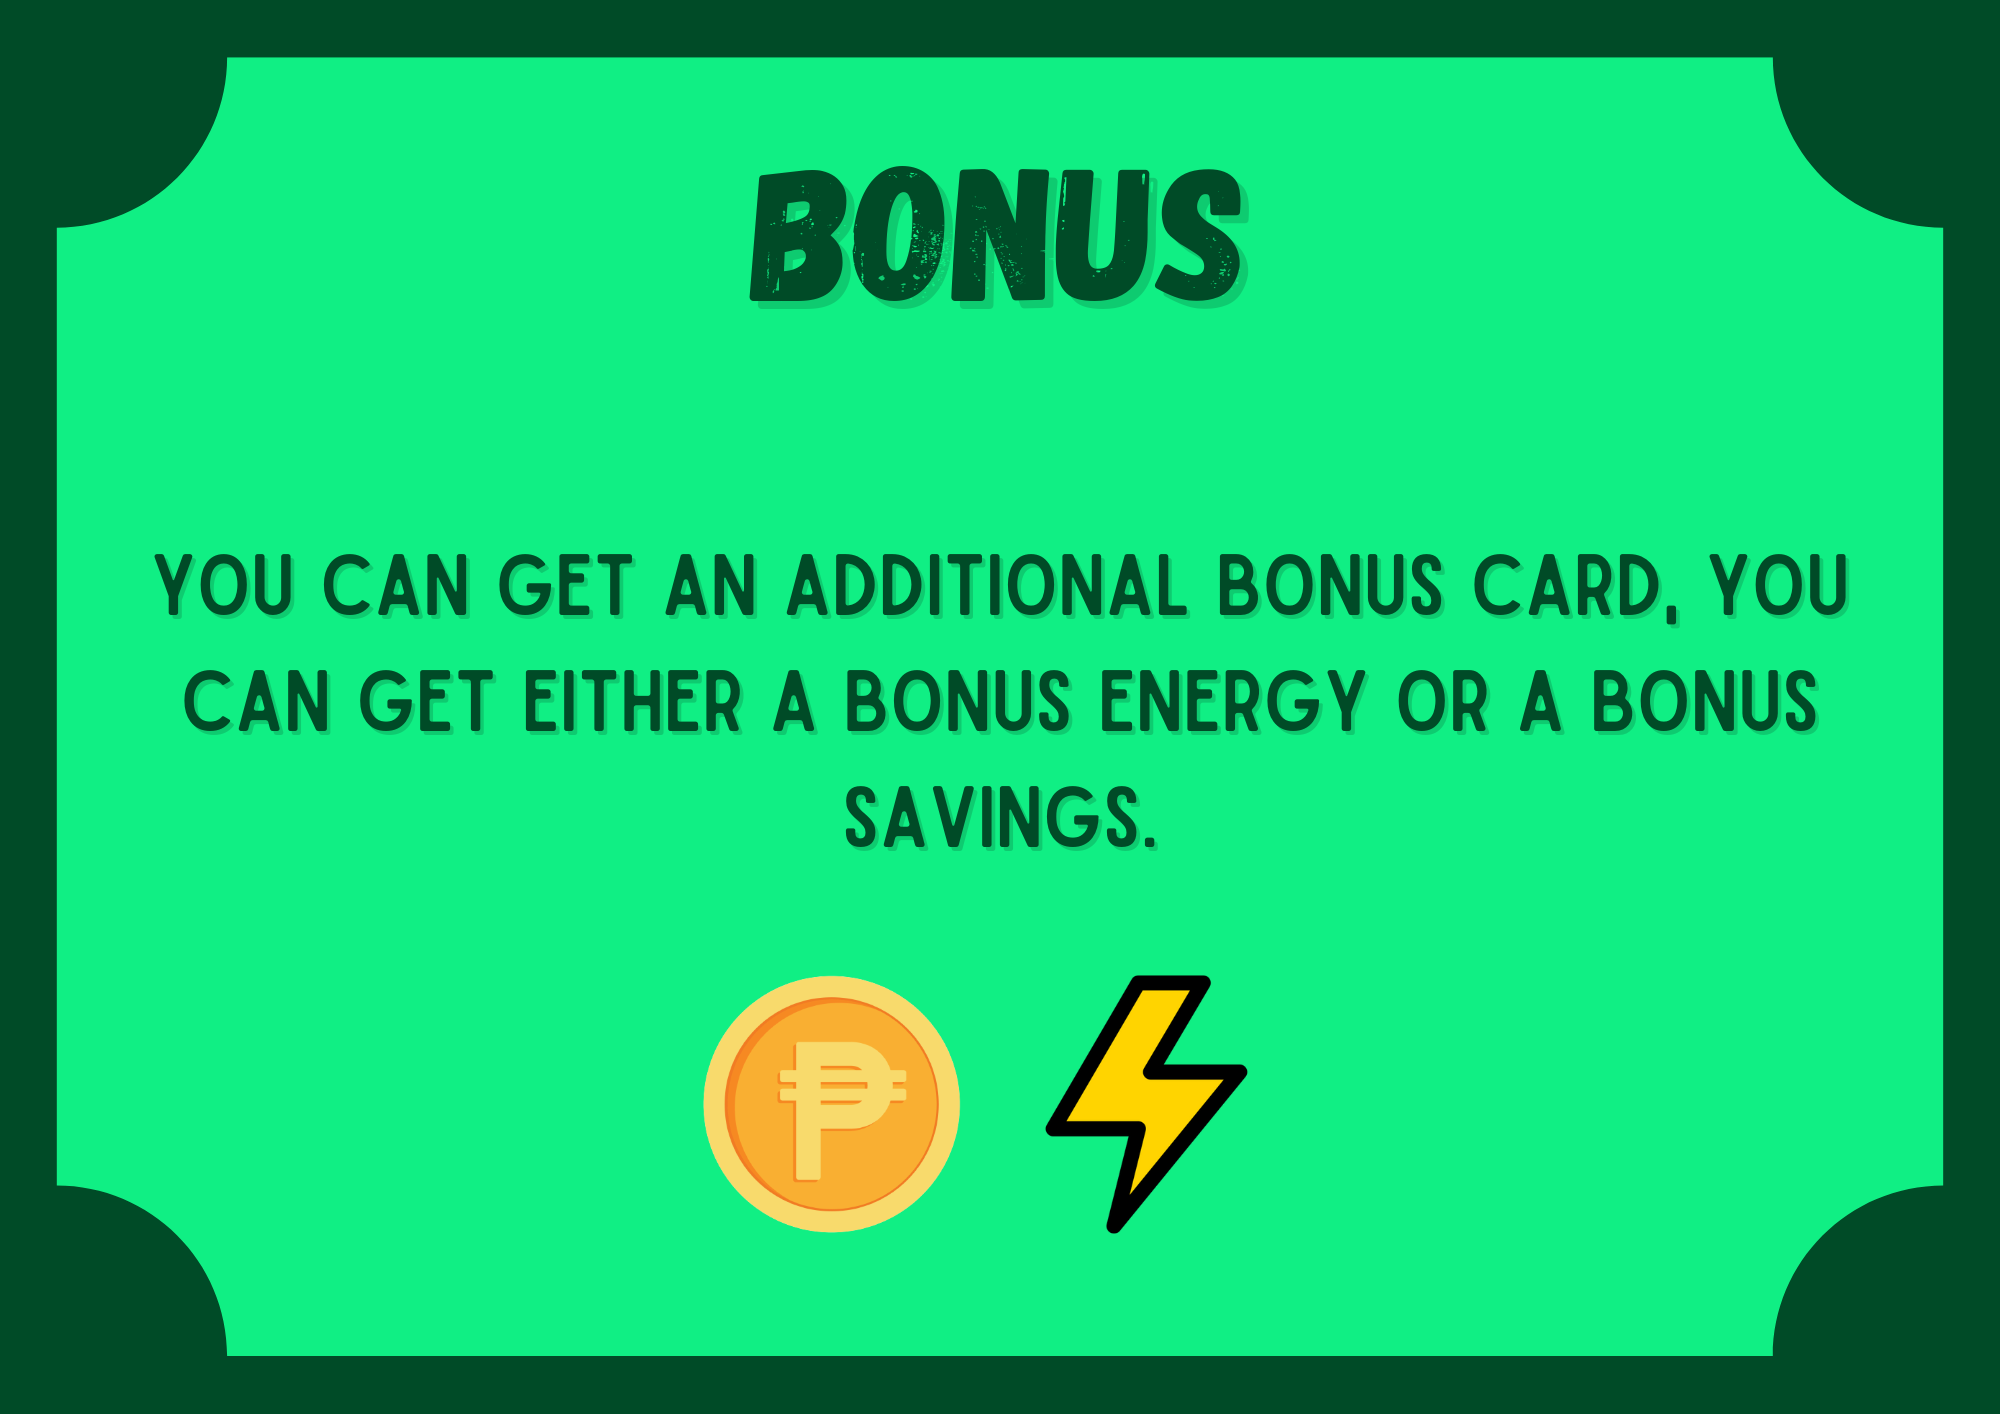 BONUS
YOU CAN GET AN ADDITIONAL BONUS CARD, YOU
CAN GET EITHER A BONUS ENERGY OR A BONUS
SAVINGS.
₱